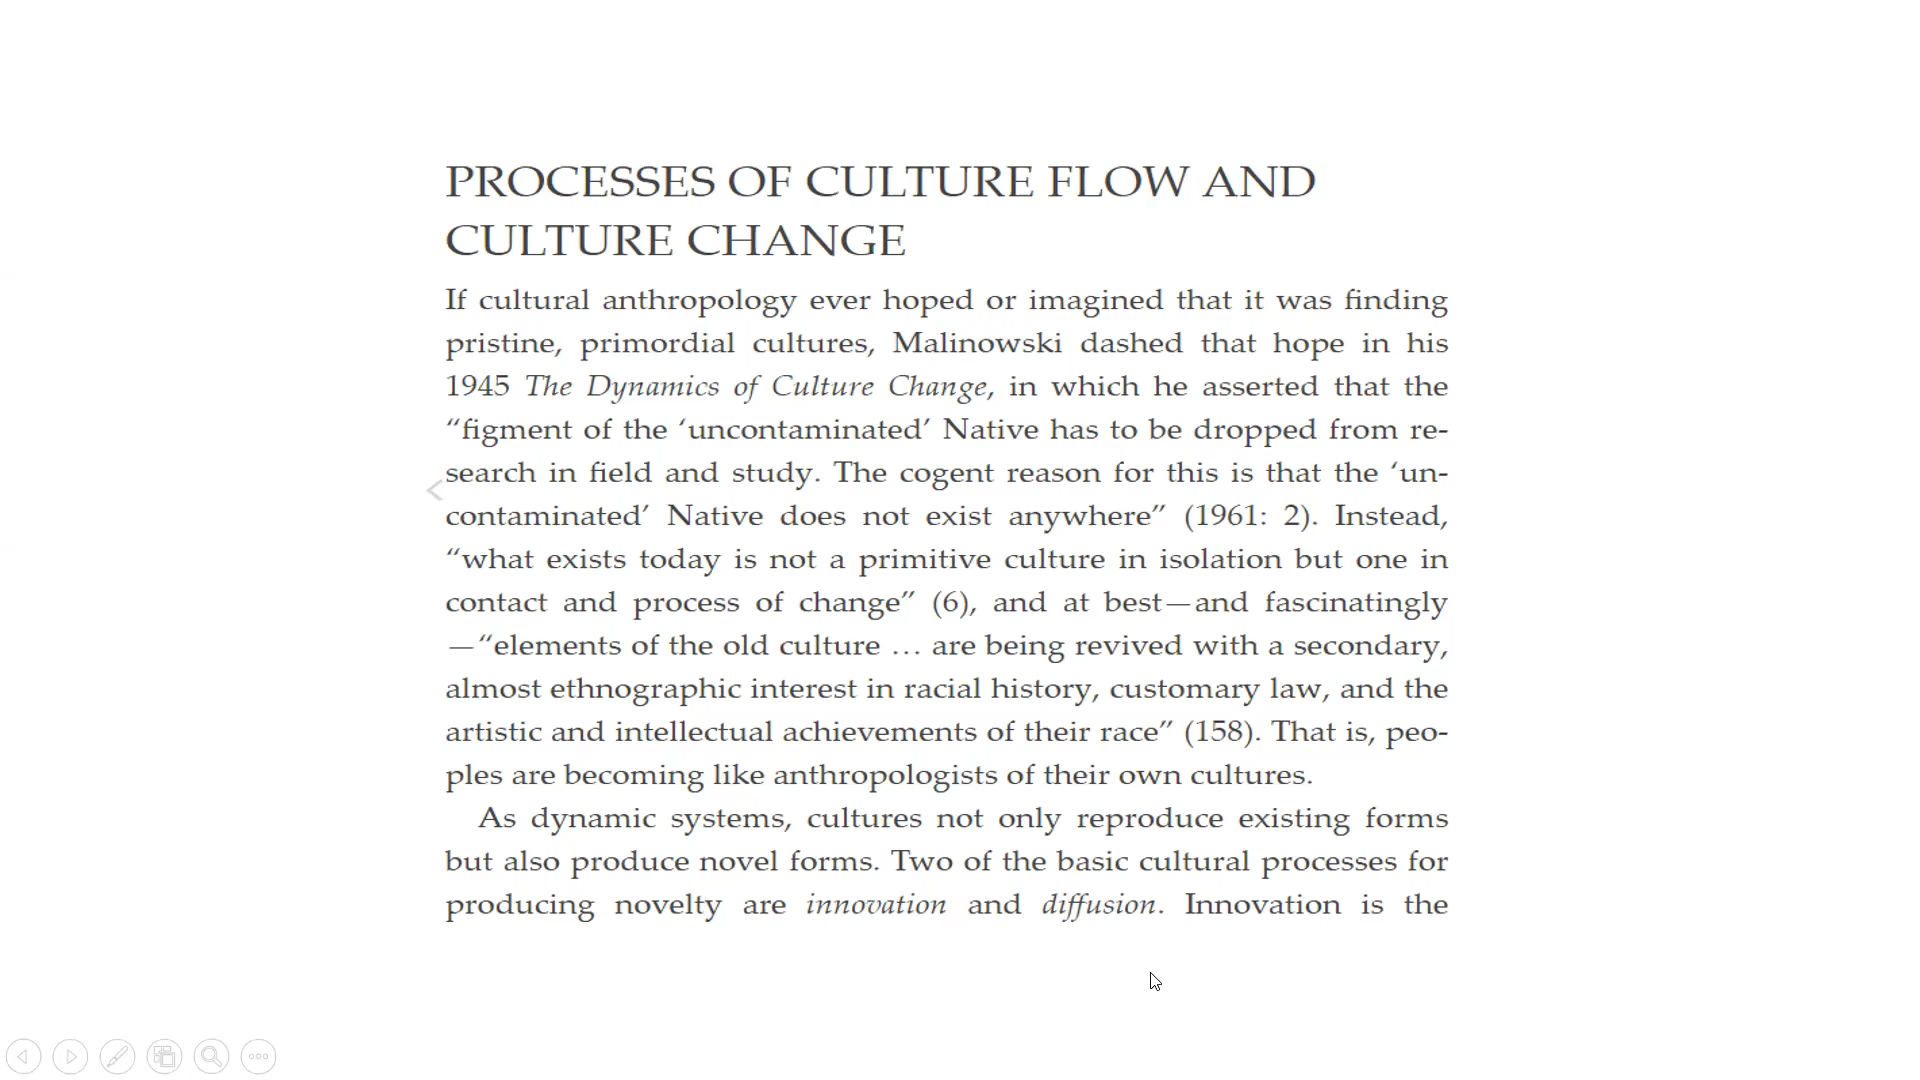 PROCESSES OF CULTURE FLOW AND
CULTURE CHANGE
If cultural anthropology ever hoped or imagined that it was finding
pristine, primordial cultures, Malinowski dashed that hope in his
1945 The Dynamics of Culture Change, in which he asserted that the
“figment of the ‘uncontaminated’ Native has to be dropped from re-
search in field and study. The cogent reason for this is that the ‘un-
contaminated’ Native does not exist anywhere” (1961: 2). Instead,
“what exists today is not a primitive culture in isolation but one in
contact and process of change” (6), and at best—and fascinatingly
—“elements of the old culture … are being revived with a secondary,
almost ethnographic interest in racial history, customary law, and the
artistic and intellectual achievements of their race” (158). That is, peo-
ples are becoming like anthropologists of their own cultures.
As dynamic systems, cultures not only reproduce existing forms
but also produce novel forms. Two of the basic cultural processes for
producing novelty are innovation and diffusion. Innovation is the